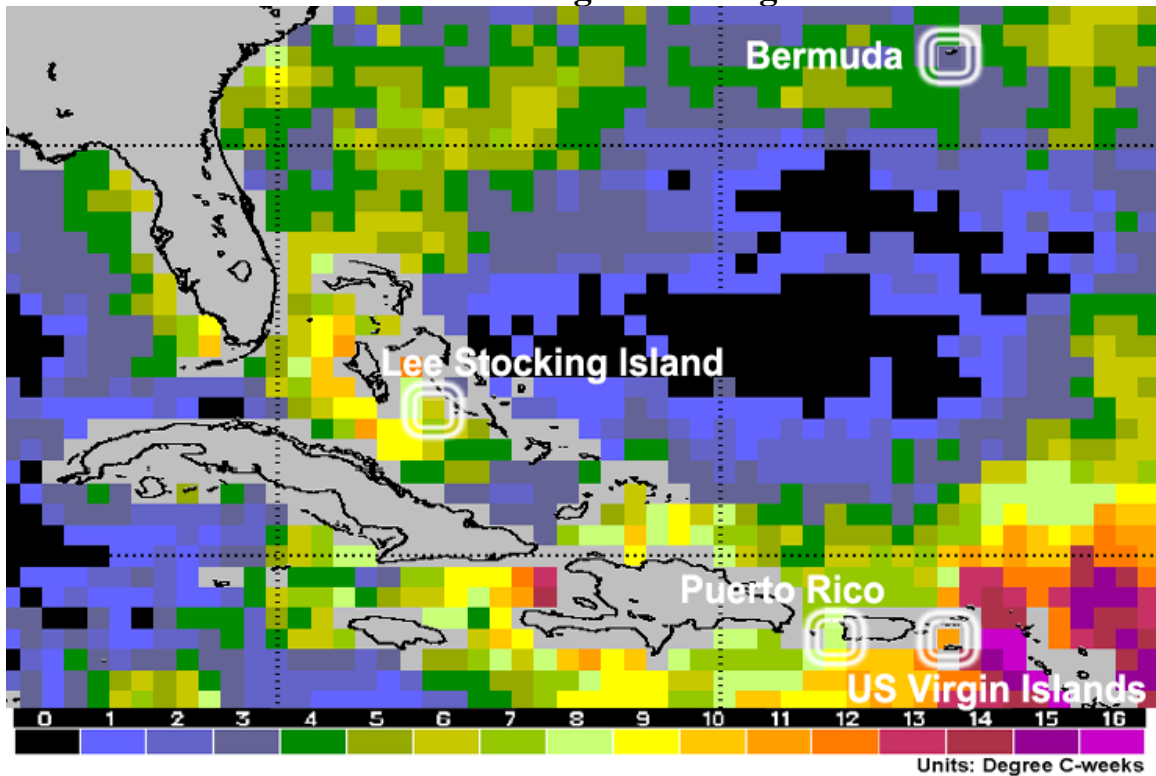 Bermuda
Lee Stocking Island
Puerto Rico
US Virgin Islands
0 1 2 3 4 5 6 7 8 9 10 11 12 13 14 15 16
Units: Degree C-weeks